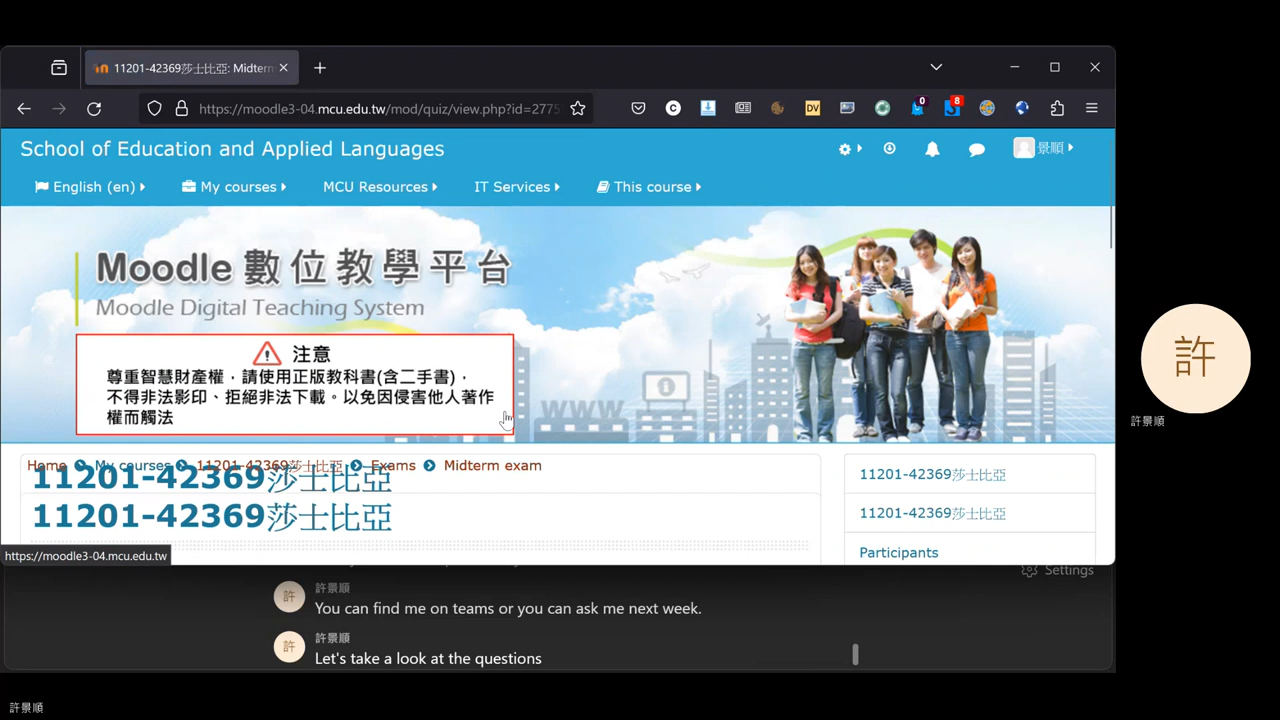 11201-42369莎士比亞: Midterm
https://moodle3-04.mcu.edu.tw/mod/quiz/view.php?id=2775
C
DV
0
8
School of Education and Applied Languages
景順
English (en)
My courses
MCU Resources
IT Services
This course
Moodle 數位教學平台
Moodle Digital Teaching System
注意
尊重智慧財產權，請使用正版教科書(含二手書)，
不得非法影印、拒絕非法下載。以免因侵害他人著作
權而觸法
WWW
Home My courses 11201-42369莎士比亞 Exams Midterm exam
11201-42369莎士比亞
11201-42369莎士比亞
11201-42369莎士比亞
11201-42369莎士比亞
Participants
https://moodle3-04.mcu.edu.tw
Settings
許
許景順
You can find me on teams or you can ask me next week.
許
許景順
Let's take a look at the questions
許
許景順
許景順